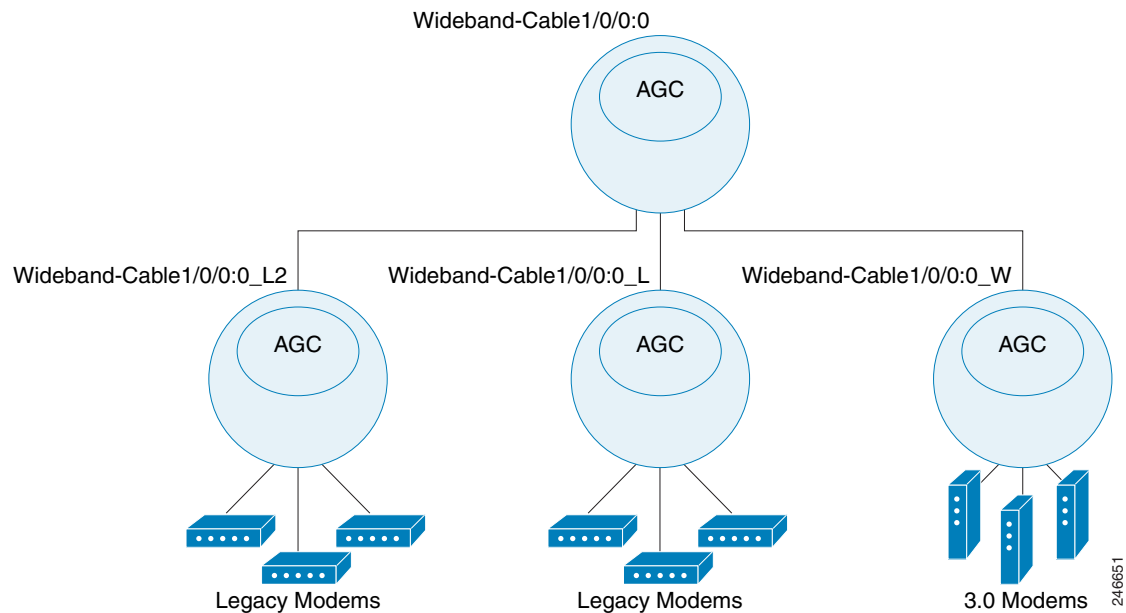 Wideband-Cable1/0/0:0
AGC
Wideband-Cable1/0/0:0_L2
Wideband-Cable1/0/0:0_L
Wideband-Cable1/0/0:0_W
AGC
AGC
AGC
Legacy Modems
Legacy Modems
3.0 Modems
246651